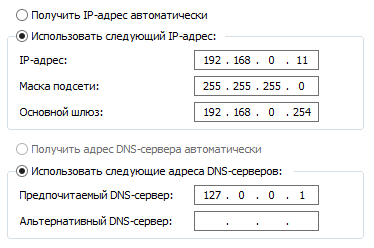 Получить IP-адрес автоматически
Использовать следующий IP-адрес:
IP-адрес: 192 . 168 . 0 . 11
Маска подсети: 255 . 255 . 255 . 0
Основной шлюз: 192 . 168 . 0 . 254
Получить адрес DNS-сервера автоматически
Использовать следующие адреса DNS-серверов:
Предпочитаемый DNS-сервер: 127 . 0 . 0 . 1
Альтернативный DNS-сервер: . . .